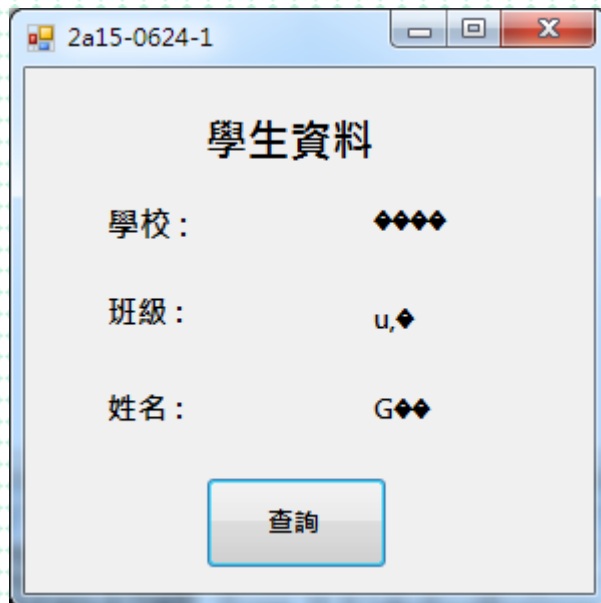 2a15-0624-1
學生資料
學校 : ����
班級 : u,�
姓名 : G��
查詢